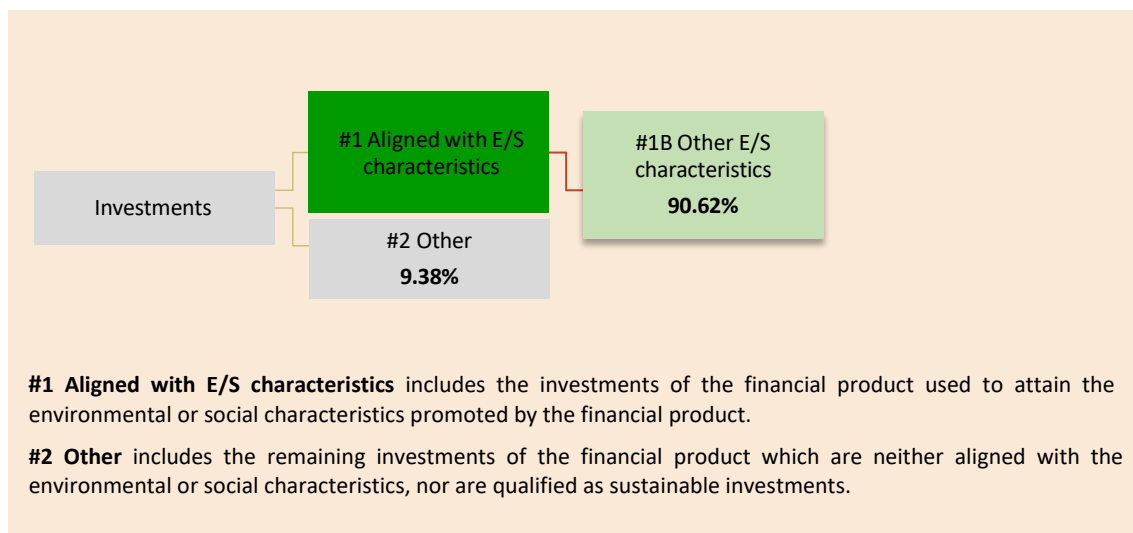 #1 Aligned with E/S
characteristics
#1B Other E/S
characteristics
90.62%
Investments
#2 Other
9.38%
#1 Aligned with E/S characteristics includes the investments of the financial product used to attain the
environmental or social characteristics promoted by the financial product.
#2 Other includes the remaining investments of the financial product which are neither aligned with the
environmental or social characteristics, nor are qualified as sustainable investments.